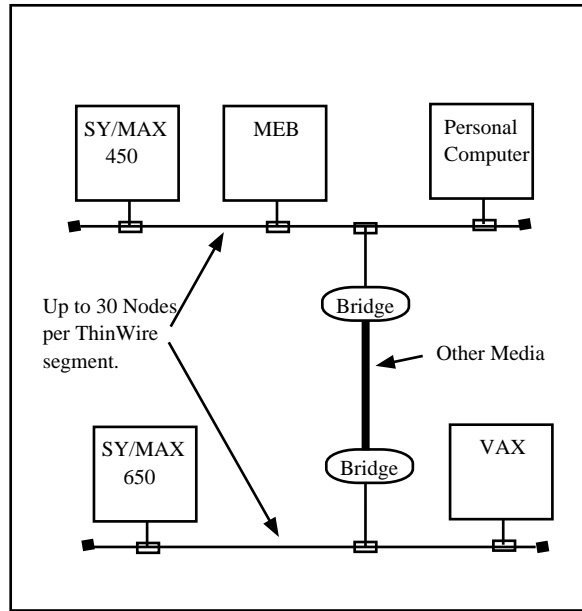 SY/MAX
450
MEB
Personal
Computer
Bridge
Up to 30 Nodes
per ThinWire
segment.
Other Media
Bridge
SY/MAX
650
VAX